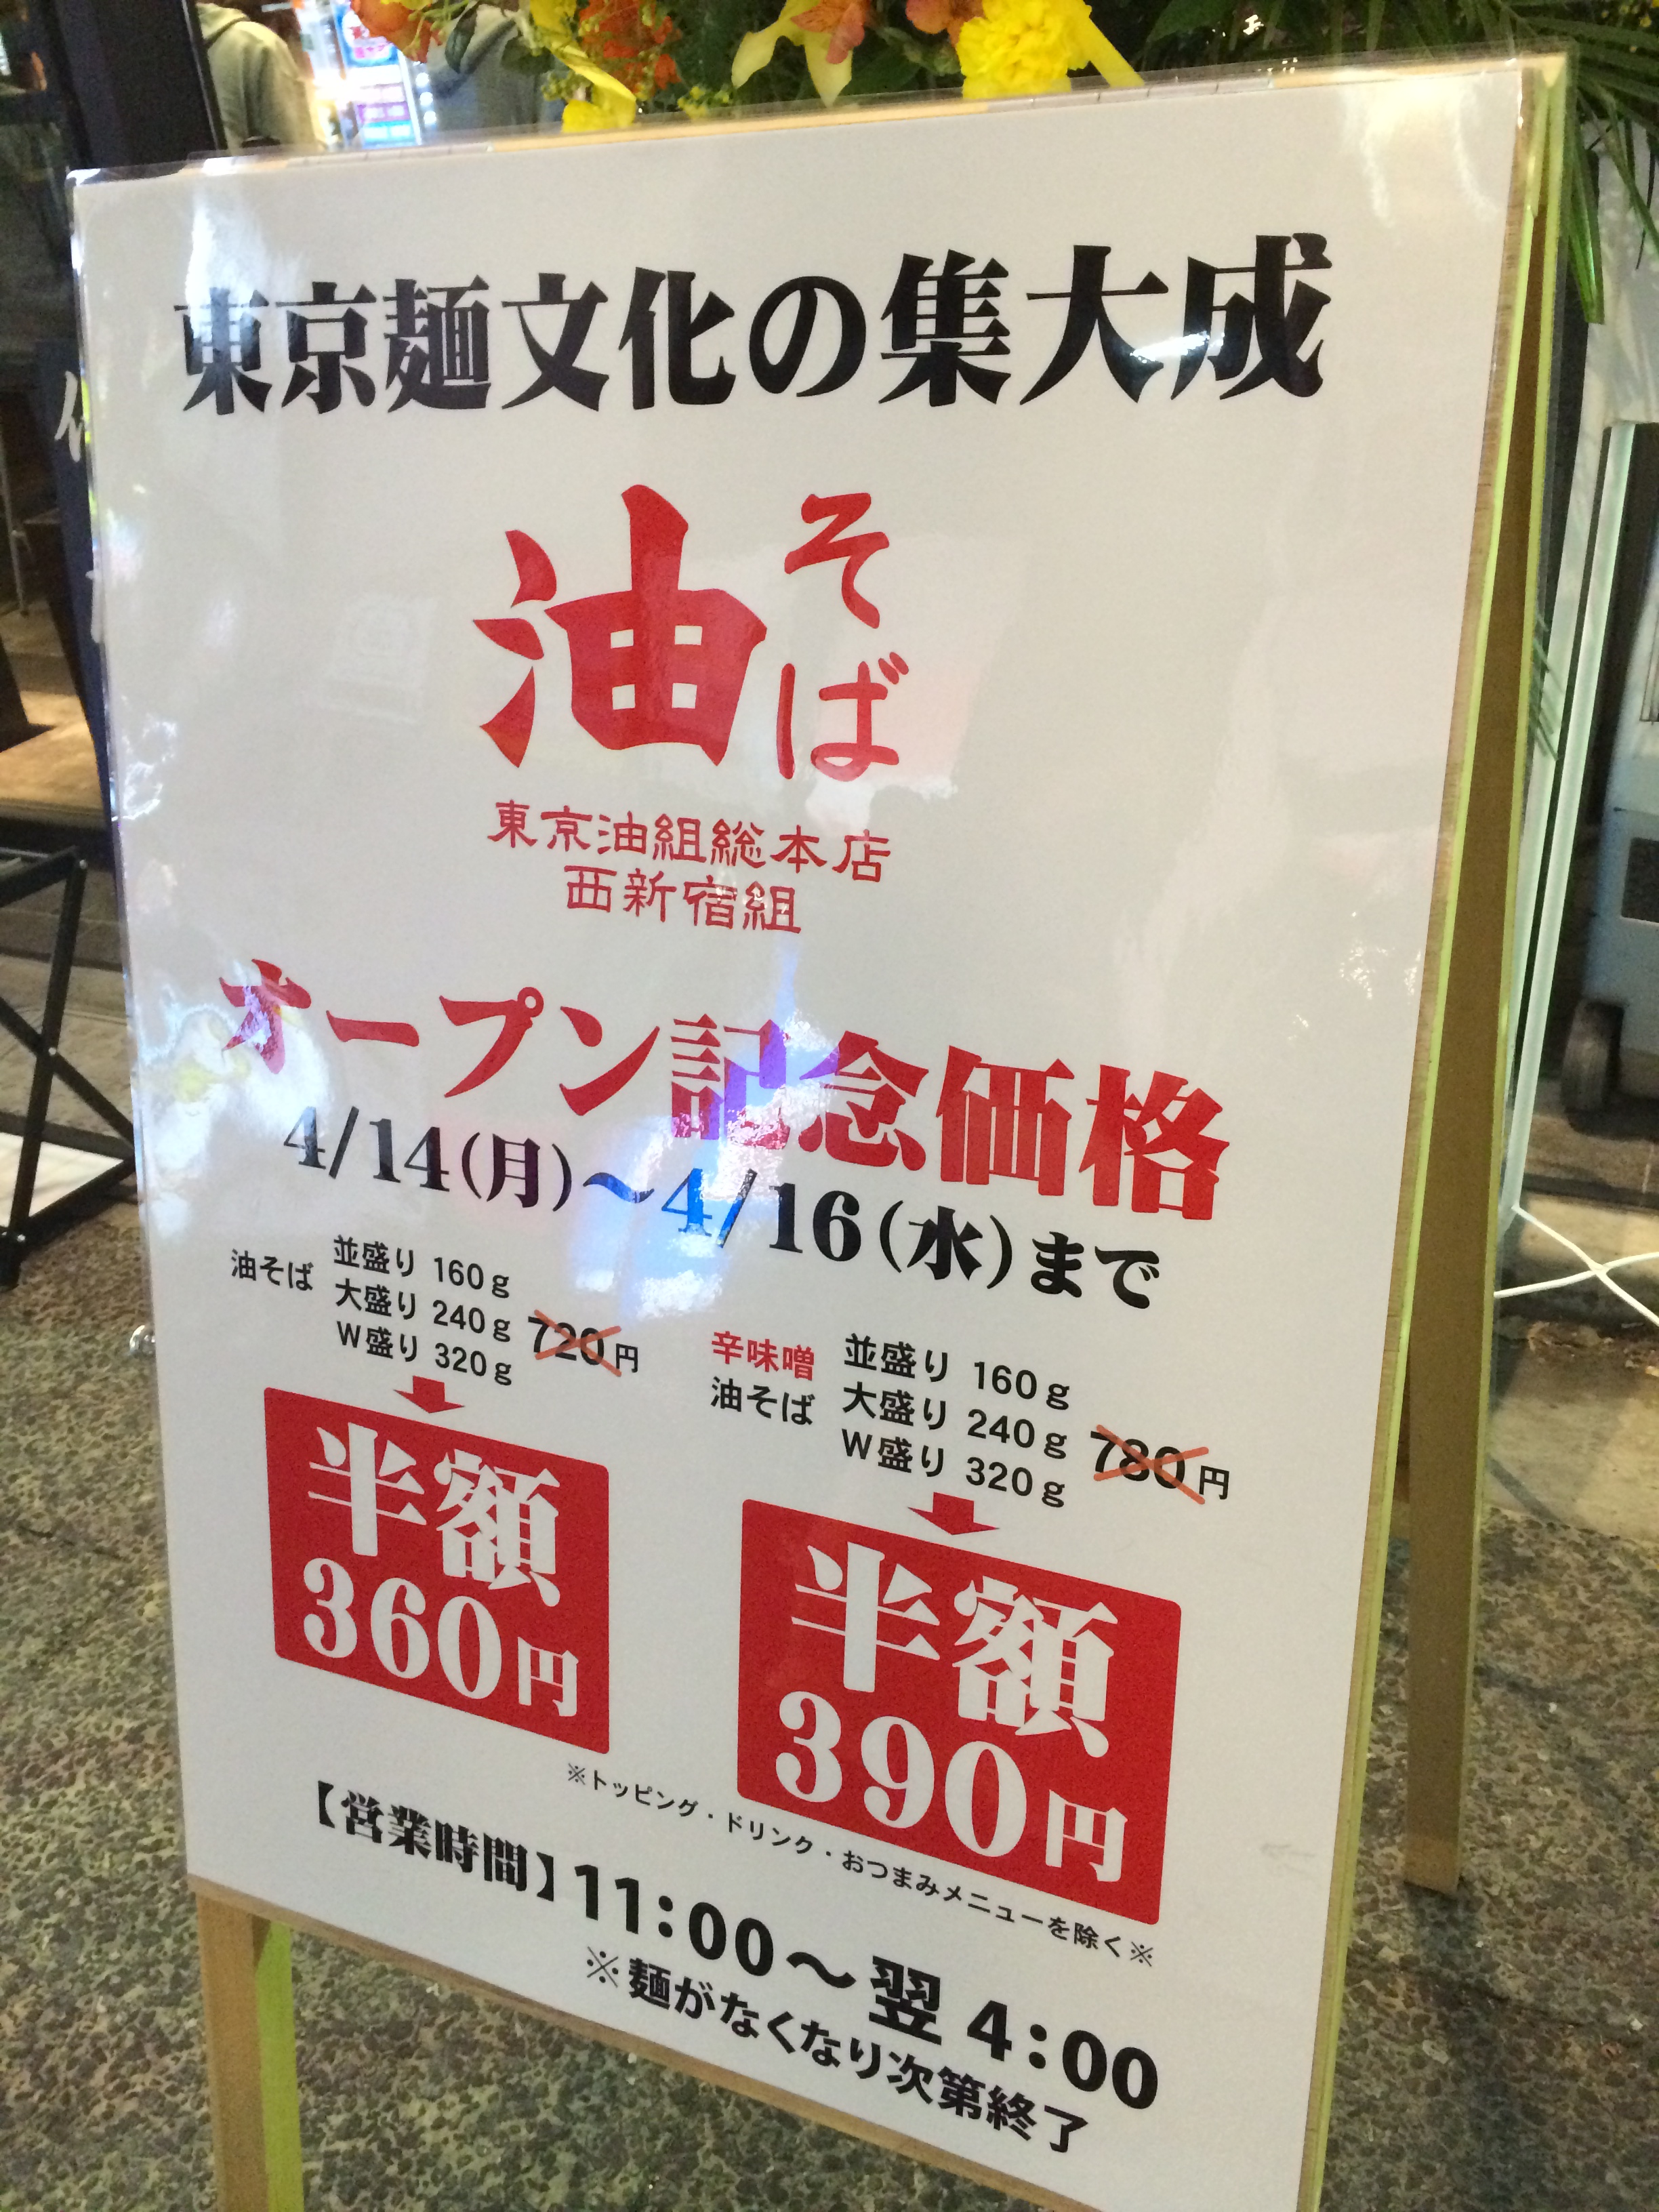 東京麺文化の集大成
油そば
東京油組総本店
西新宿組
オープン記念価格
4/14(月)～4/16(水)まで
油そば
並盛り 160g
大盛り 240g
W盛り 320g
720円
半額
360円
辛味噌
油そば
並盛り 160g
大盛り 240g
W盛り 320g
780円
半額
390円
※トッピング・ドリンク・おつまみメニューを除く※
【営業時間】11:00～翌4:00
※麺がなくなり次第終了